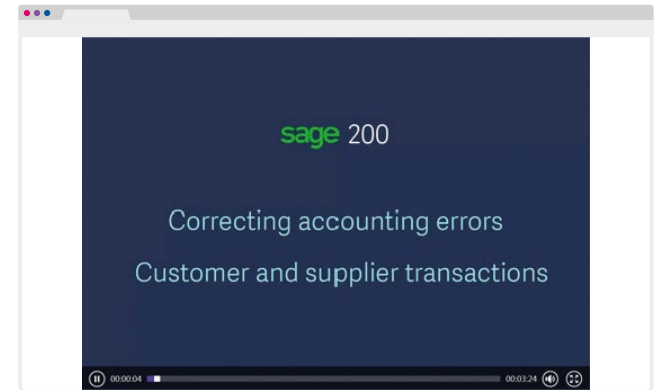 sage 200
Correcting accounting errors
Customer and supplier transactions
00:00:04 00:03:24